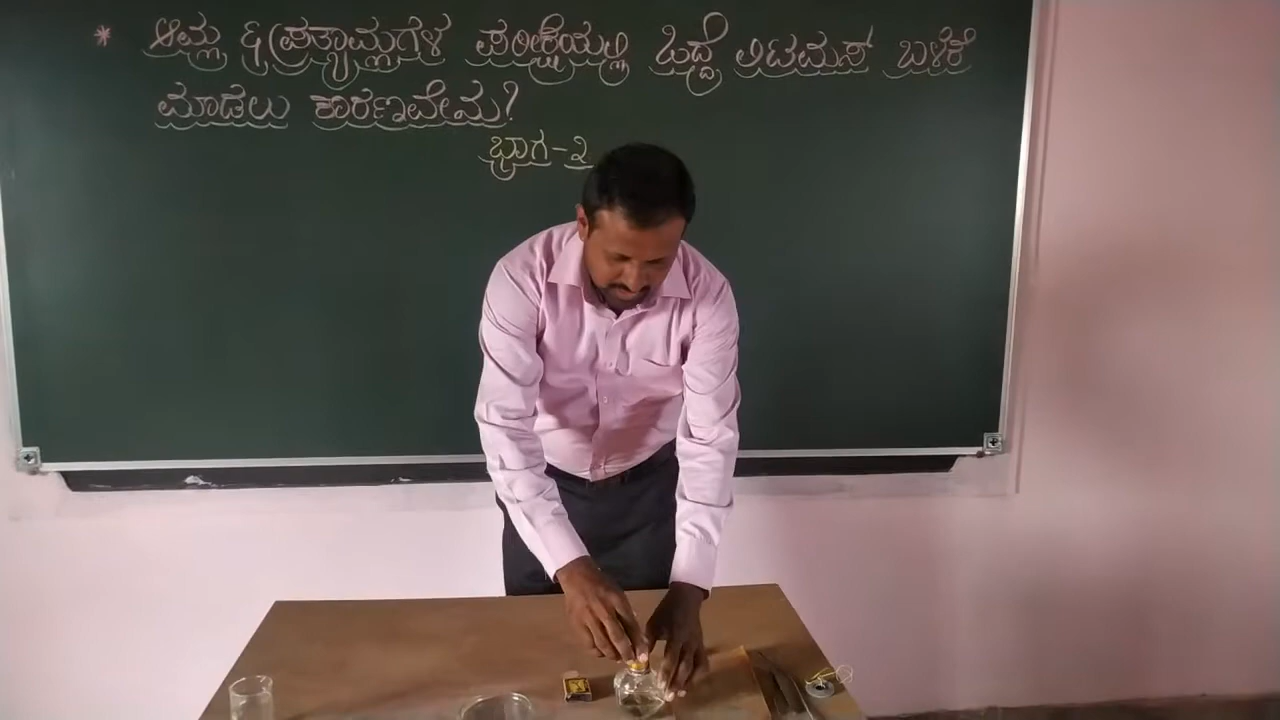 * ಆಮ್ಲ & ಪ್ರತ್ಯಾಮ್ಲಗಳ ಪರೀಕ್ಷೆಯಲ್ಲಿ ಒದ್ದೆ ಲಿಟಮಸ್ ಬಳಕೆ
ಮಾಡಲು ಕಾರಣವೇನು?
ಭಾಗ-೨